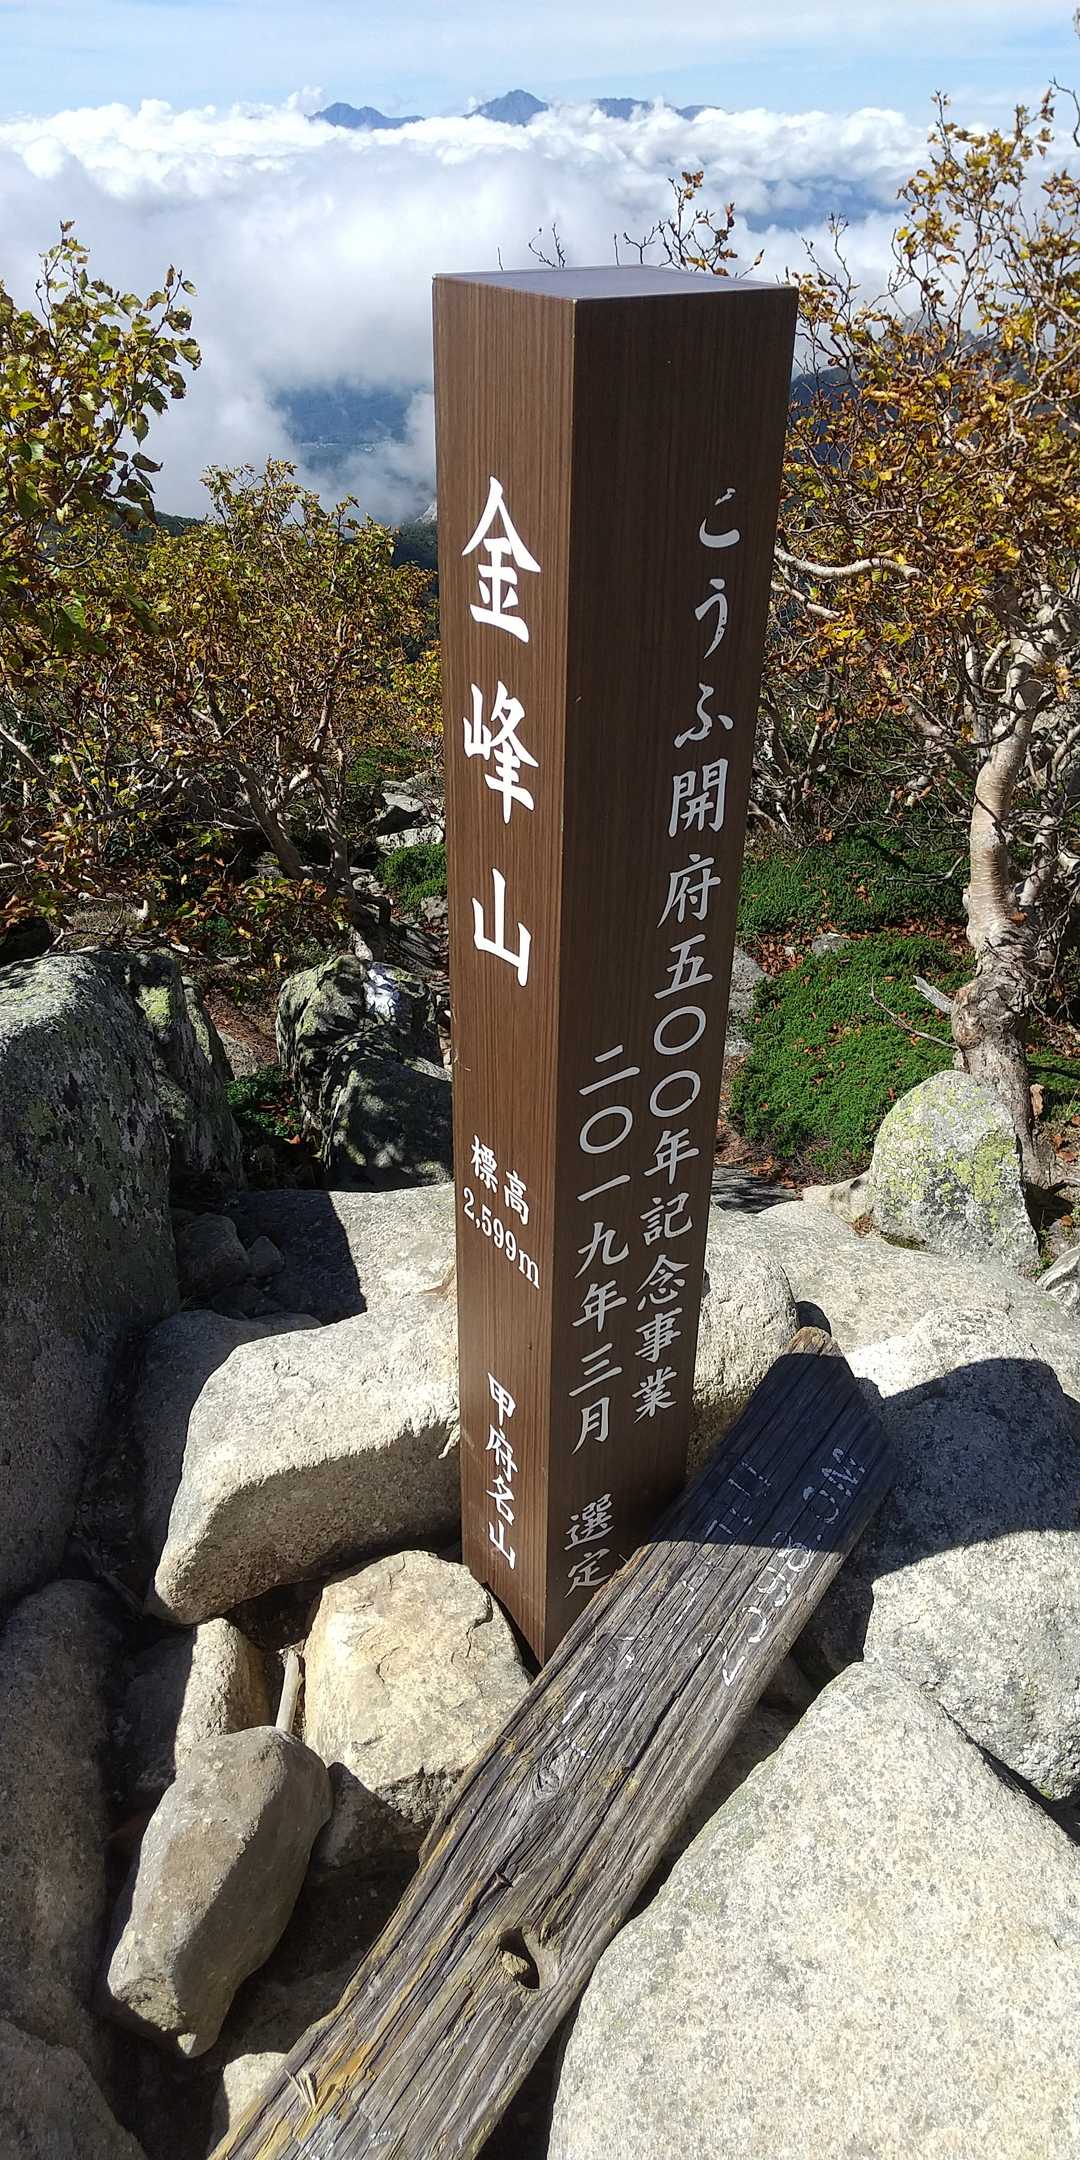 金峰山
標高
2,599m
甲府名山
こうふ開府五〇〇年記念事業
二〇一九年三月 選定